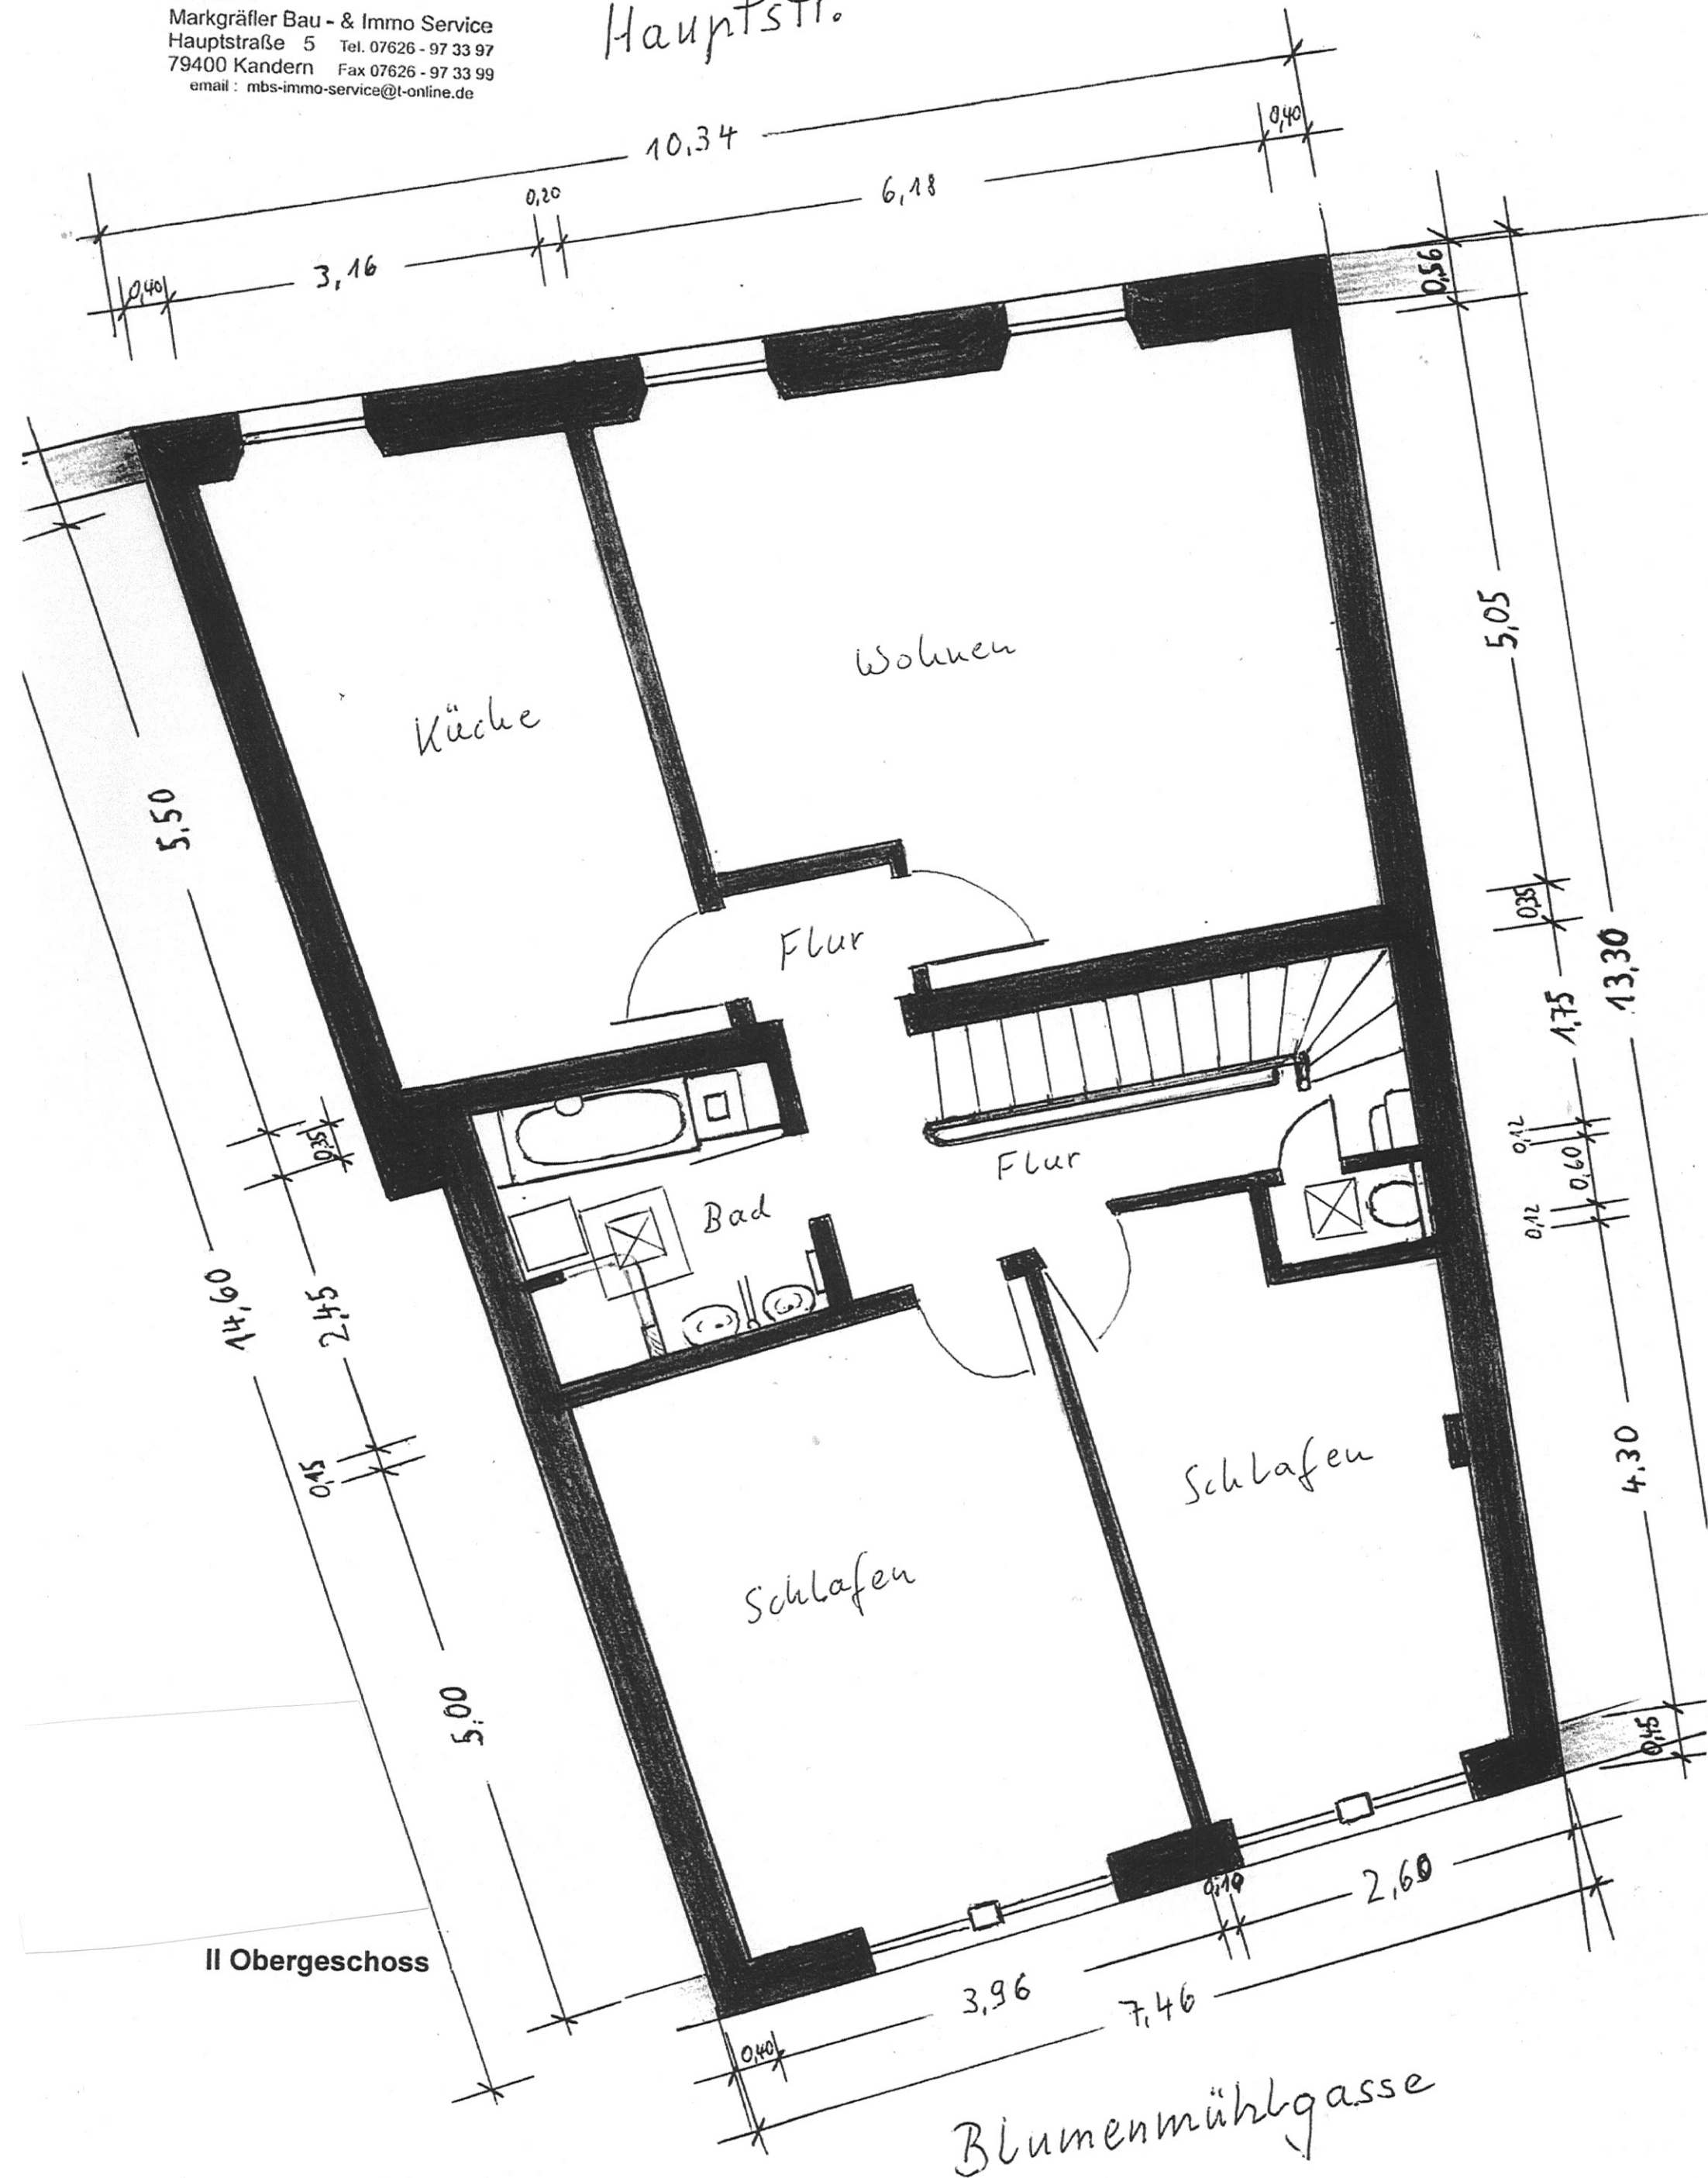 Markgräfler Bau - & Immo Service
Hauptstraße 5 Tel. 07626 - 97 33 97
79400 Kandern Fax 07626 - 97 33 99
email : mbs-immo-service@t-online.de
Hauptstr.
10,34
0,40
0,20
6,18
3,16
0,40
0,56
Wohnen
5,05
Küche
5,50
Flur
0,35
13,30
1,75
0,35
Flur
0,12
0,60
0,12
Bad
14,60
2,45
0,15
Schlafen
4.30
Schlafen
5,00
0,45
2,60
0,10
II Obergeschoss
3,96
7,46
0,40
Blumenmühlgasse